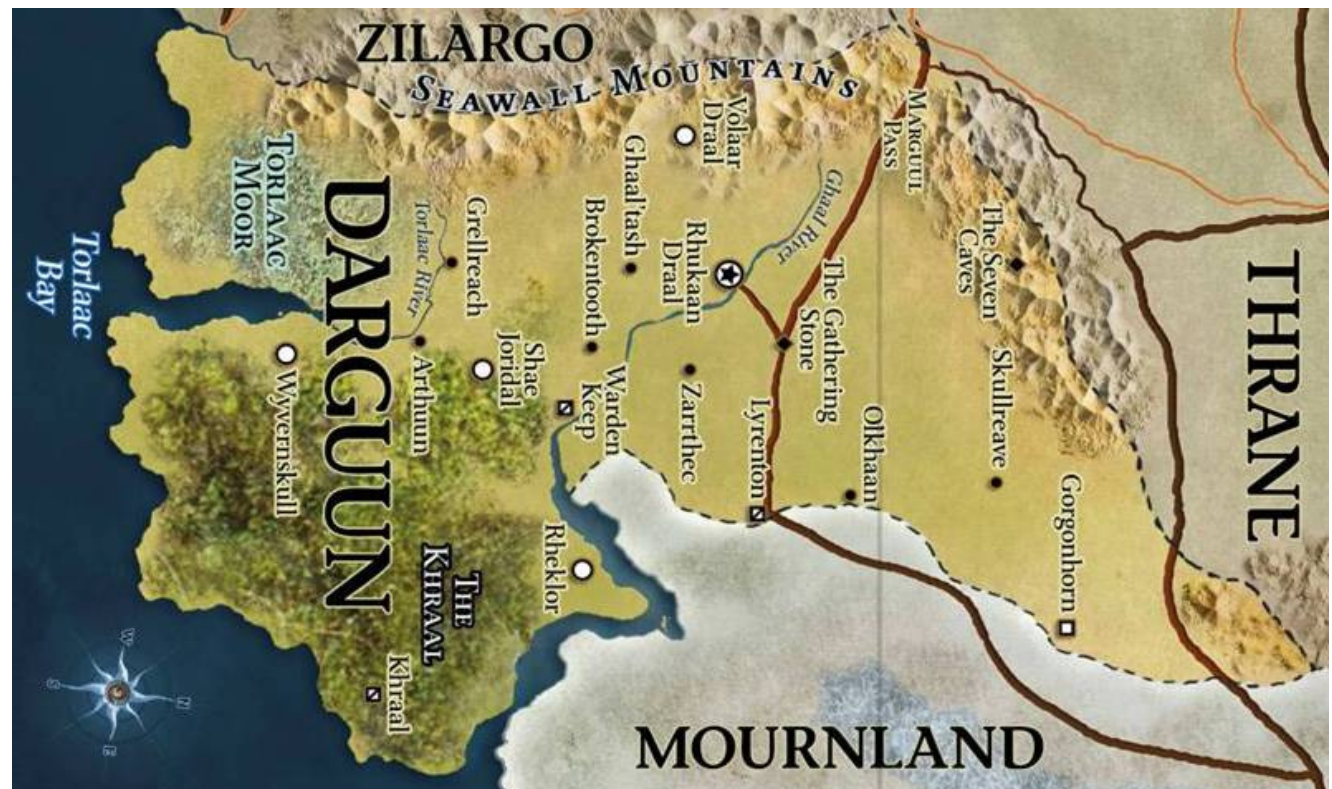 ZILARGO
SEAWALL MOUNTAINS
MARGUUL
PASS
THRANE
The Seven
Caves
Volaar
Draal
Ghaal River
Ghaal'tash
Rhukaan
Draal
The Gathering
Stone
Skullreave
Olkhaan
Gorgonhorn
Brokentooth
Zarrthec
Lyrenton
TORLAAC
MOOR
Torlaac
Bay
Torlaac River
Grellreach
DARGUUN
Arthuun
Shae
Joridal
Warden
Keep
Wyvernskull
Rheklor
THE
KHRAAL
Khraal
MOURNLAND
N
W
E
S